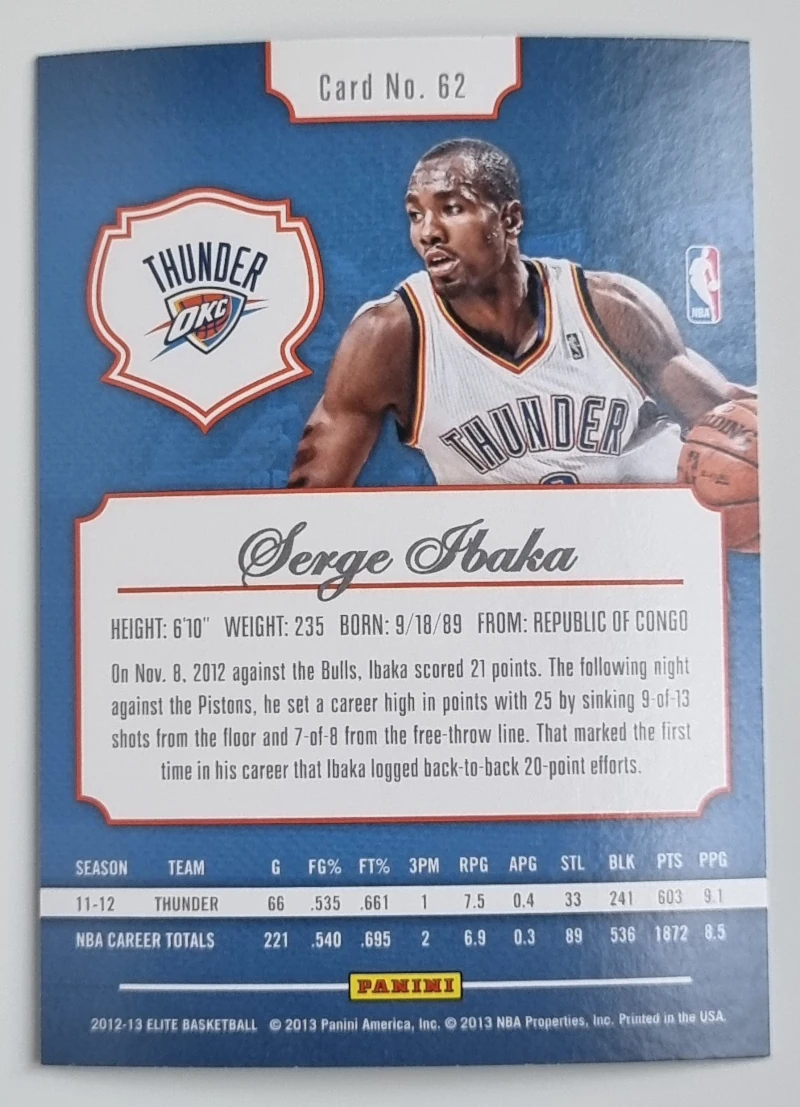 Card No. 62
THUNDER
OKC
NBA
THUNDER
Serge Ibaka
HEIGHT: 6'10" WEIGHT: 235 BORN: 9/18/89 FROM: REPUBLIC OF CONGO
On Nov. 8, 2012 against the Bulls, Ibaka scored 21 points. The following night
against the Pistons, he set a career high in points with 25 by sinking 9-of-13
shots from the floor and 7-of-8 from the free-throw line. That marked the first
time in his career that Ibaka logged back-to-back 20-point efforts.
SEASON TEAM G FG% FT% 3PM RPG APG STL BLK PTS PPG
11-12 THUNDER 66 .535 .661 1 7.5 0.4 33 241 603 9.1
NBA CAREER TOTALS 221 .540 .695 2 6.9 0.3 89 536 1872 8.5
PANINI
2012-13 ELITE BASKETBALL © 2013 Panini America, Inc. © 2013 NBA Properties, Inc. Printed in the USA.